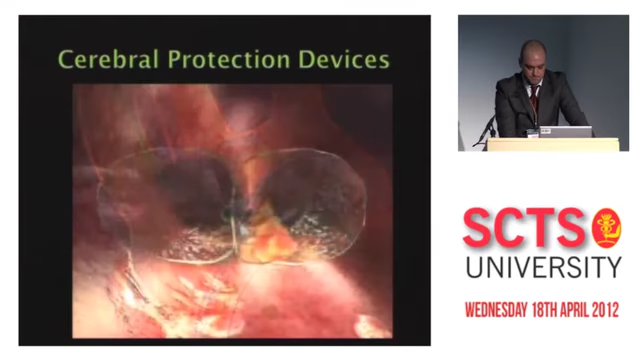 Cerebral Protection Devices
SCTS
UNIVERSITY
WEDNESDAY 18TH APRIL 2012